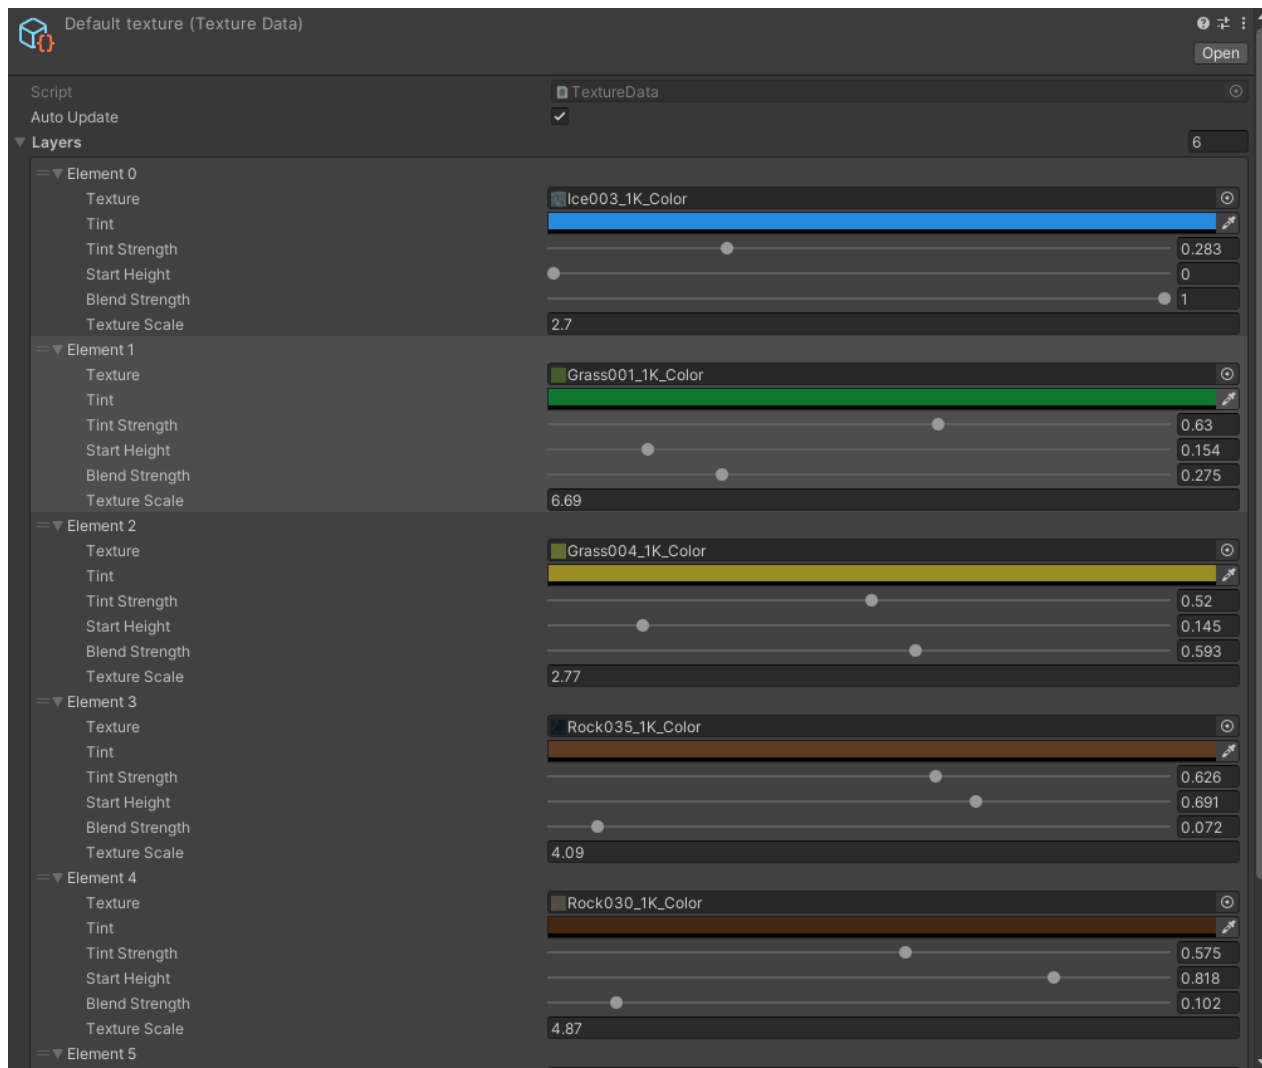 Default texture (Texture Data)
Open
Script TextureData
Auto Update
Layers 6
Element 0
Texture Ice003_1K_Color
Tint
Tint Strength 0.283
Start Height 0
Blend Strength 1
Texture Scale 2.7
Element 1
Texture Grass001_1K_Color
Tint
Tint Strength 0.63
Start Height 0.154
Blend Strength 0.275
Texture Scale 6.69
Element 2
Texture Grass004_1K_Color
Tint
Tint Strength 0.52
Start Height 0.145
Blend Strength 0.593
Texture Scale 2.77
Element 3
Texture Rock035_1K_Color
Tint
Tint Strength 0.626
Start Height 0.691
Blend Strength 0.072
Texture Scale 4.09
Element 4
Texture Rock030_1K_Color
Tint
Tint Strength 0.575
Start Height 0.818
Blend Strength 0.102
Texture Scale 4.87
Element 5